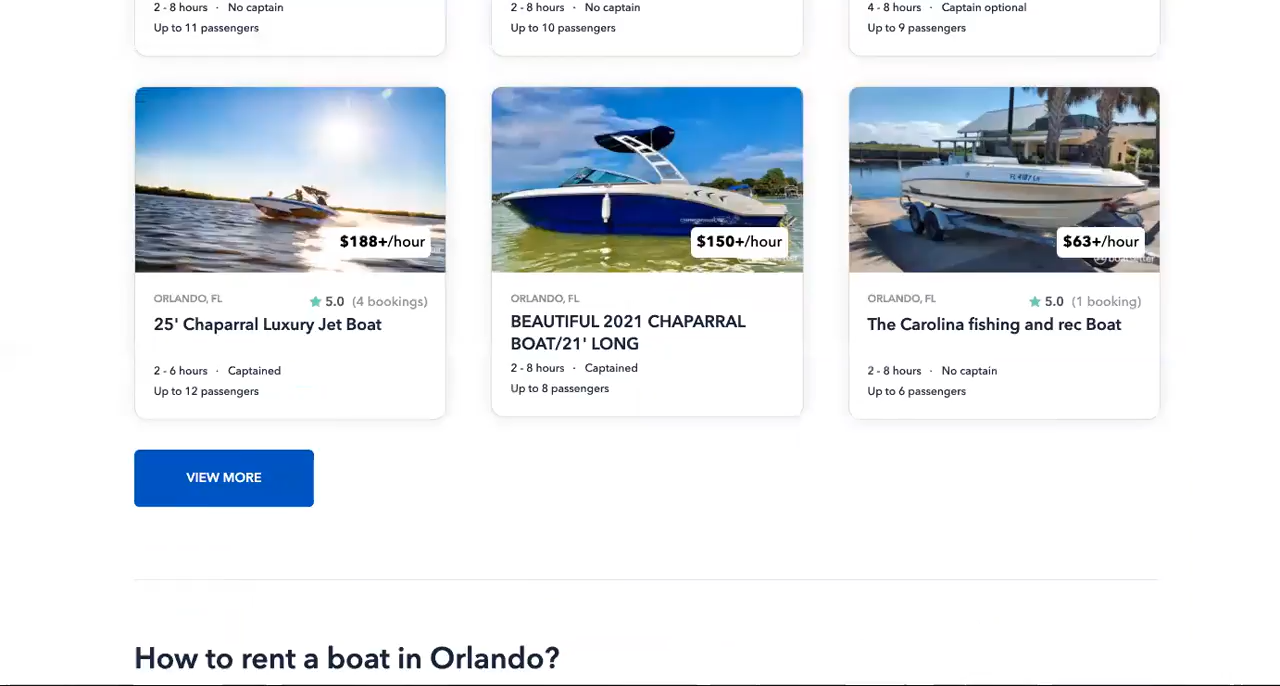 2 - 8 hours · No captain
Up to 11 passengers
2 - 8 hours · No captain
Up to 10 passengers
4 - 8 hours · Captain optional
Up to 9 passengers
$188+/hour
ORLANDO, FL
5.0 (4 bookings)
25' Chaparral Luxury Jet Boat
2 - 6 hours · Captained
Up to 12 passengers
$150+/hour
ORLANDO, FL
BEAUTIFUL 2021 CHAPARRAL
BOAT/21' LONG
2 - 8 hours · Captained
Up to 8 passengers
$63+/hour
ORLANDO, FL
5.0 (1 booking)
The Carolina fishing and rec Boat
2 - 8 hours · No captain
Up to 6 passengers
VIEW MORE
How to rent a boat in Orlando?